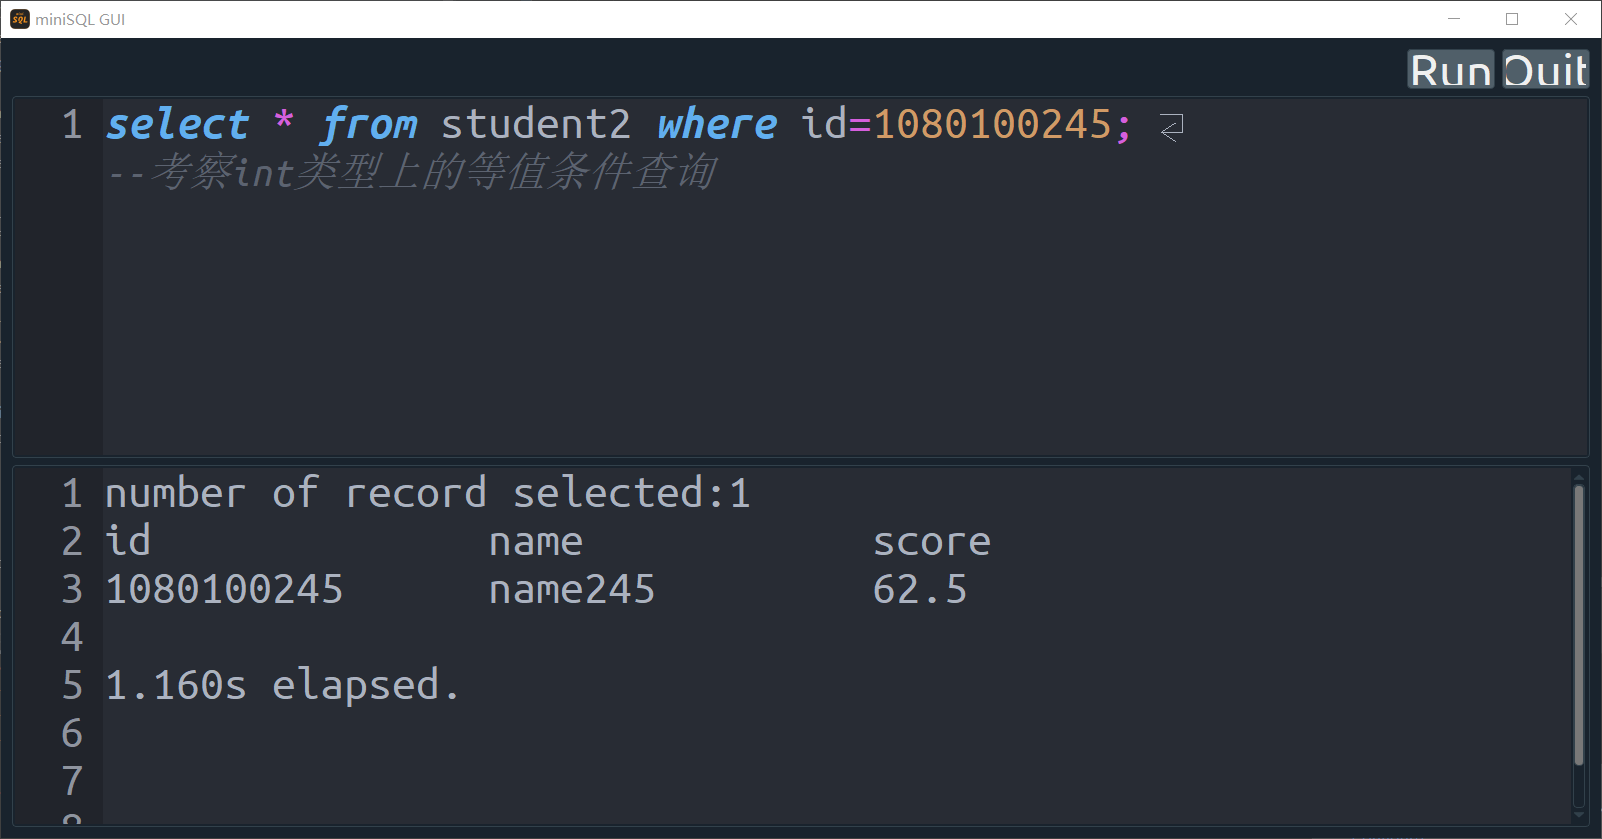 miniSQL GUI
Run Quit
1 select * from student2 where id=1080100245;
--考察int类型上的等值条件查询
1 number of record selected:1
2 id name score
3 1080100245 name245 62.5
4
5 1.160s elapsed.
6
7
8